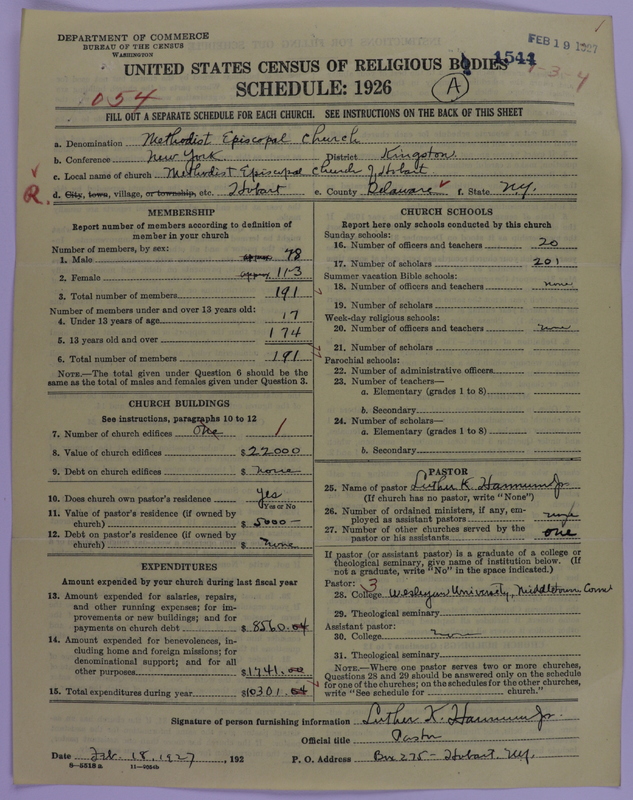 DEPARTMENT OF COMMERCE
BUREAU OF THE CENSUS
WASHINGTON
FEB 19 1927
1
1544
7-3-4
UNITED STATES CENSUS OF RELIGIOUS BODIES
SCHEDULE: 1926
A
054
FILL OUT A SEPARATE SCHEDULE FOR EACH CHURCH. SEE INSTRUCTIONS ON THE BACK OF THIS SHEET
a. Denomination Methodist Episcopal Church
b. Conference New York District Kingston
c. Local name of church Methodist Episcopal Church of Hobart
R.
d. City, town, village, or township, etc. Hobart e. County Delaware f. State N.Y.
MEMBERSHIP
Report number of members according to definition of
member in your church
Number of members, by sex:
1. Male approx 78
2. Female approx 113
3. Total number of members 191
Number of members under and over 13 years old:
4. Under 13 years of age 17
5. 13 years old and over 174
6. Total number of members 191
NOTE.—The total given under Question 6 should be
the same as the total of males and females given under Question 3.
CHURCH BUILDINGS
See instructions, paragraphs 10 to 12
7. Number of church edifices One 1
8. Value of church edifices $ 22000
9. Debt on church edifices $ none
10. Does church own pastor's residence yes
Yes or No
11. Value of pastor's residence (if owned by
church) $ 5000—
12. Debt on pastor's residence (if owned by
church) $ none
EXPENDITURES
Amount expended by your church during last fiscal year
13. Amount expended for salaries, repairs,
and other running expenses; for im-
provements or new buildings; and for
payments on church debt $ 8560.04
14. Amount expended for benevolences, in-
cluding home and foreign missions; for
denominational support; and for all
other purposes $ 1741.00
15. Total expenditures during year $ 10301.04
CHURCH SCHOOLS
Report here only schools conducted by this church
Sunday schools:
16. Number of officers and teachers 20
17. Number of scholars 201
Summer vacation Bible schools:
18. Number of officers and teachers none
19. Number of scholars
Week-day religious schools:
20. Number of officers and teachers none
21. Number of scholars
Parochial schools:
22. Number of administrative officers
23. Number of teachers—
a. Elementary (grades 1 to 8)
b. Secondary
24. Number of scholars—
a. Elementary (grades 1 to 8)
b. Secondary
PASTOR
25. Name of pastor Luther K. Hannum Jr.
(If church has no pastor, write "None")
26. Number of ordained ministers, if any, em-
ployed as assistant pastors none
27. Number of other churches served by the
pastor or his assistants one
If pastor (or assistant pastor) is a graduate of a college or
theological seminary, give name of institution below. (If
not a graduate, write "No" in the space indicated.)
Pastor: 3
28. College Wesleyan University, Middletown Conn
29. Theological seminary
Assistant pastor:
30. College none
31. Theological seminary
NOTE.—Where one pastor serves two or more churches,
Questions 28 and 29 should be answered only on the schedule
for one of the churches; on the schedules for the other churches,
write "See schedule for church."
Signature of person furnishing information Luther K. Hannum Jr.
Official title Pastor
Date Feb. 18, 1927, 192 P. O. Address Box 275 - Hobart, N.Y.
8—5518 a 11—9064b